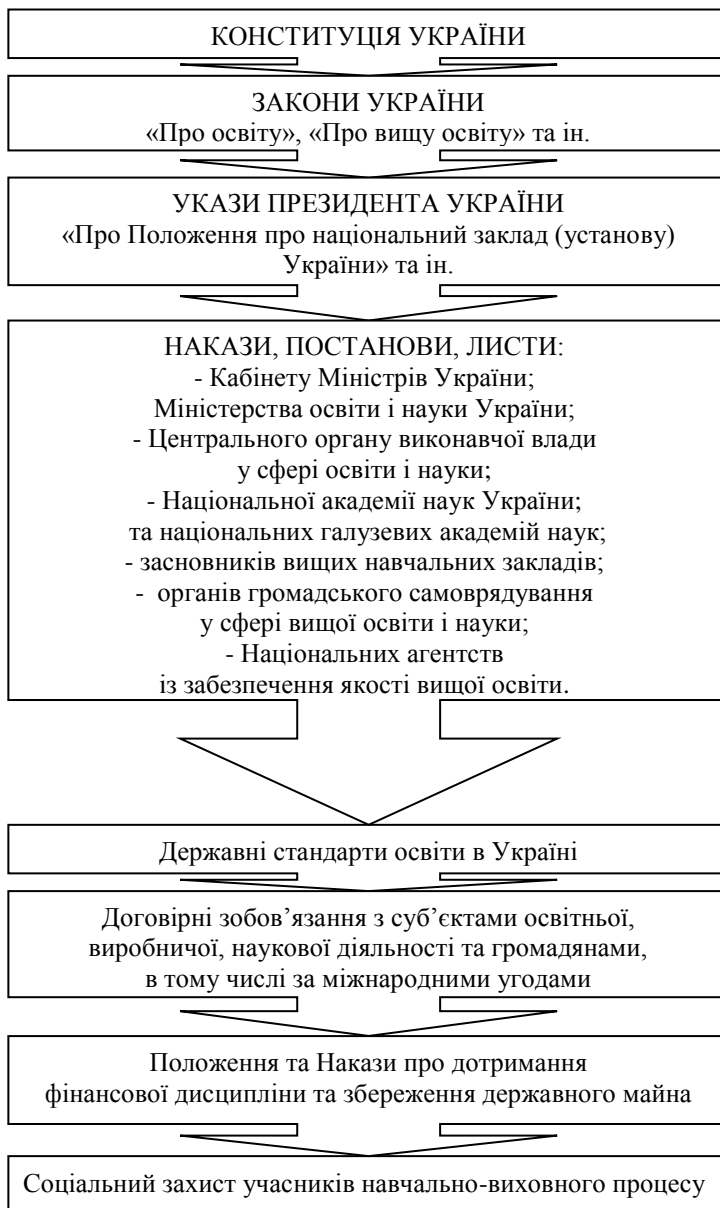 КОНСТИТУЦІЯ УКРАЇНИ
ЗАКОНИ УКРАЇНИ
«Про освіту», «Про вищу освіту» та ін.
УКАЗИ ПРЕЗИДЕНТА УКРАЇНИ
«Про Положення про національний заклад (установу)
України» та ін.
НАКАЗИ, ПОСТАНОВИ, ЛИСТИ:
- Кабінету Міністрів України;
Міністерства освіти і науки України;
- Центрального органу виконавчої влади
у сфері освіти і науки;
- Національної академії наук України;
та національних галузевих академій наук;
- засновників вищих навчальних закладів;
- органів громадського самоврядування
у сфері вищої освіти і науки;
- Національних агентств
із забезпечення якості вищої освіти.
Державні стандарти освіти в Україні
Договірні зобов’язання з суб’єктами освітньої,
виробничої, наукової діяльності та громадянами,
в тому числі за міжнародними угодами
Положення та Накази про дотримання
фінансової дисципліни та збереження державного майна
Соціальний захист учасників навчально-виховного процесу